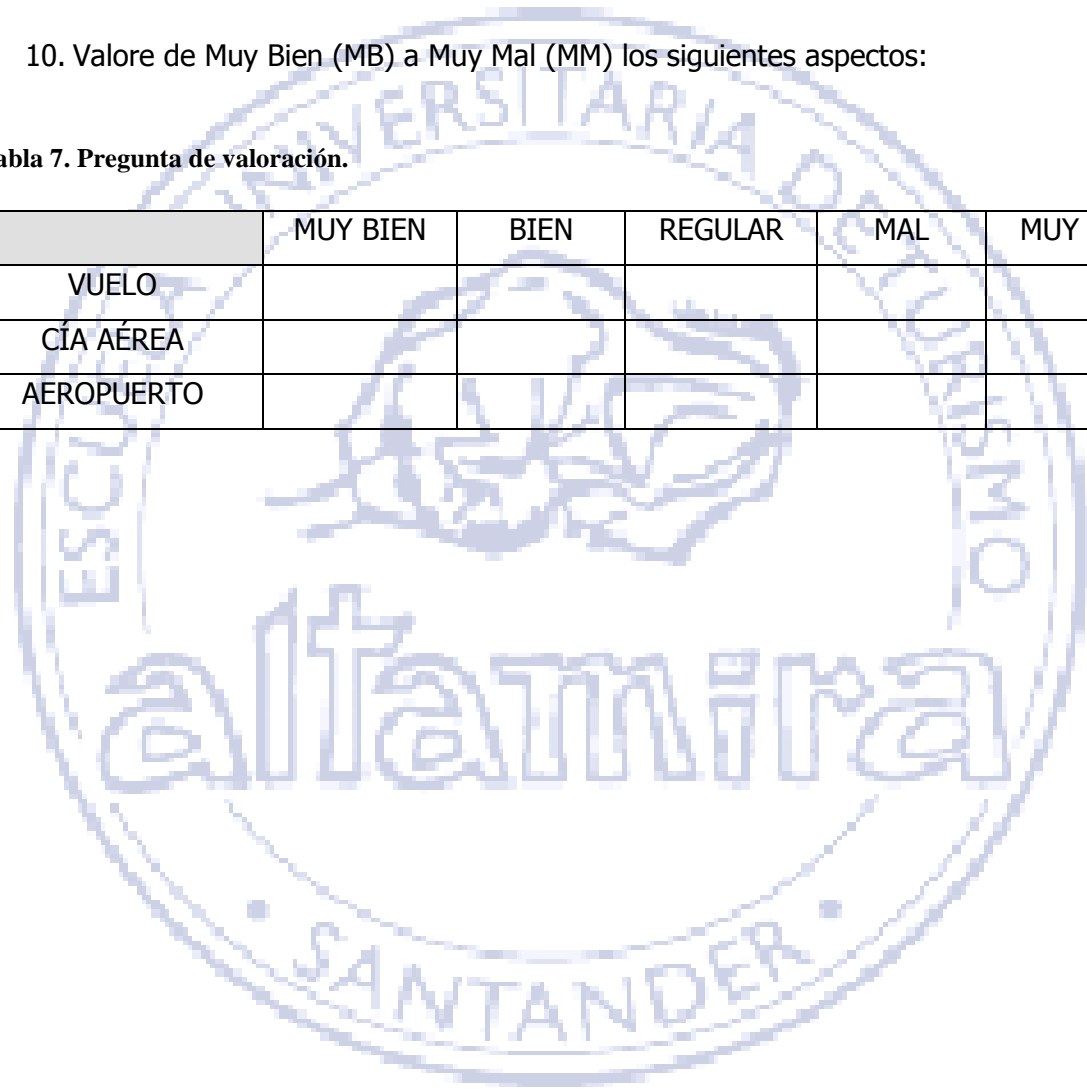 10. Valore de Muy Bien (MB) a Muy Mal (MM) los siguientes aspectos:
abla 7. Pregunta de valoración.
MUY BIEN BIEN REGULAR MAL MUY
VUELO
CÍA AÉREA
AEROPUERTO
ESCUELA UNIVERSITARIA DE TURISMO
altamira
• SANTANDER •